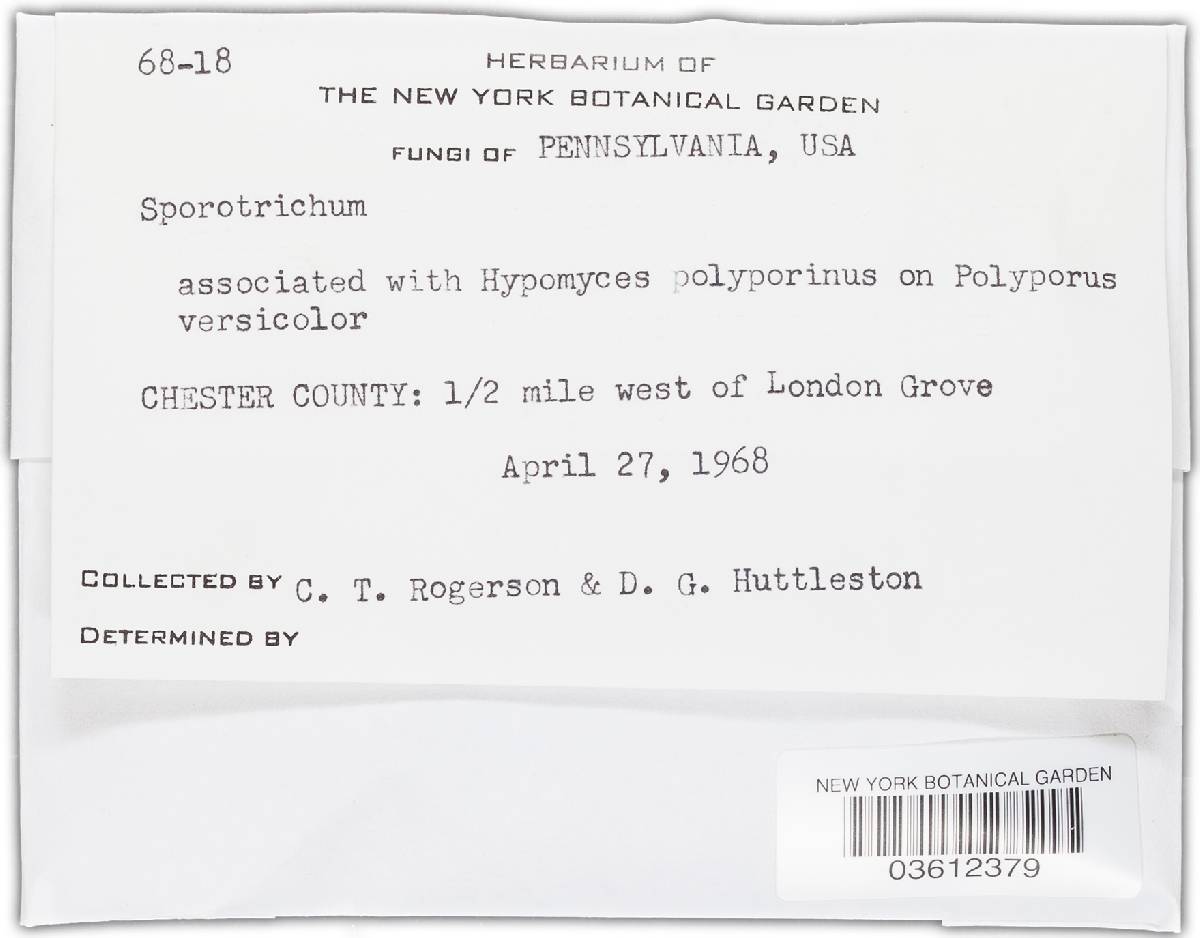 68-18
HERBARIUM OF
THE NEW YORK BOTANICAL GARDEN
FUNGI OF PENNSYLVANIA, USA
Sporotrichum
associated with Hypomyces polyporinus on Polyporus
versicolor
CHESTER COUNTY: 1/2 mile west of London Grove
April 27, 1968
COLLECTED BY C. T. Rogerson & D. G. Huttleston
DETERMINED BY
NEW YORK BOTANICAL GARDEN
03612379